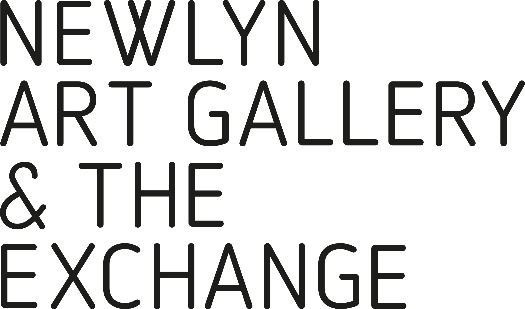 NEWLYN
ART GALLERY
& THE
EXCHANGE